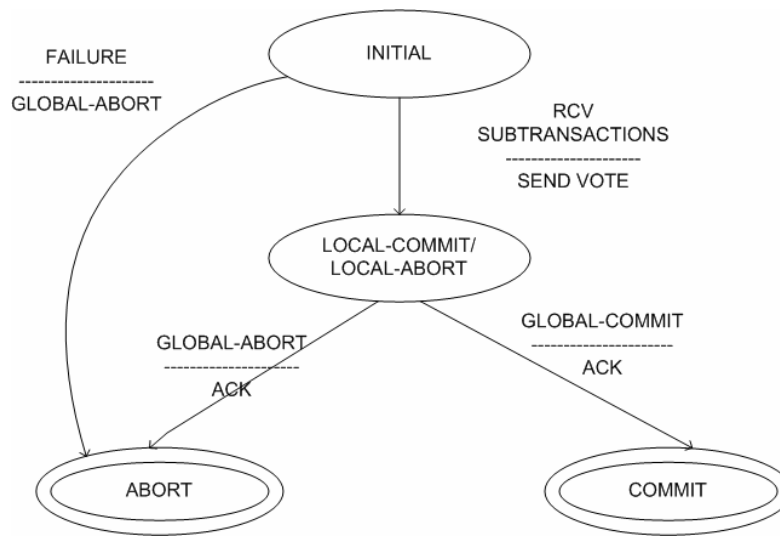 INITIAL
FAILURE
---------------------
GLOBAL-ABORT
RCV
SUBTRANSACTIONS
---------------------
SEND VOTE
LOCAL-COMMIT/
LOCAL-ABORT
GLOBAL-ABORT
---------------------
ACK
GLOBAL-COMMIT
----------------------
ACK
ABORT
COMMIT